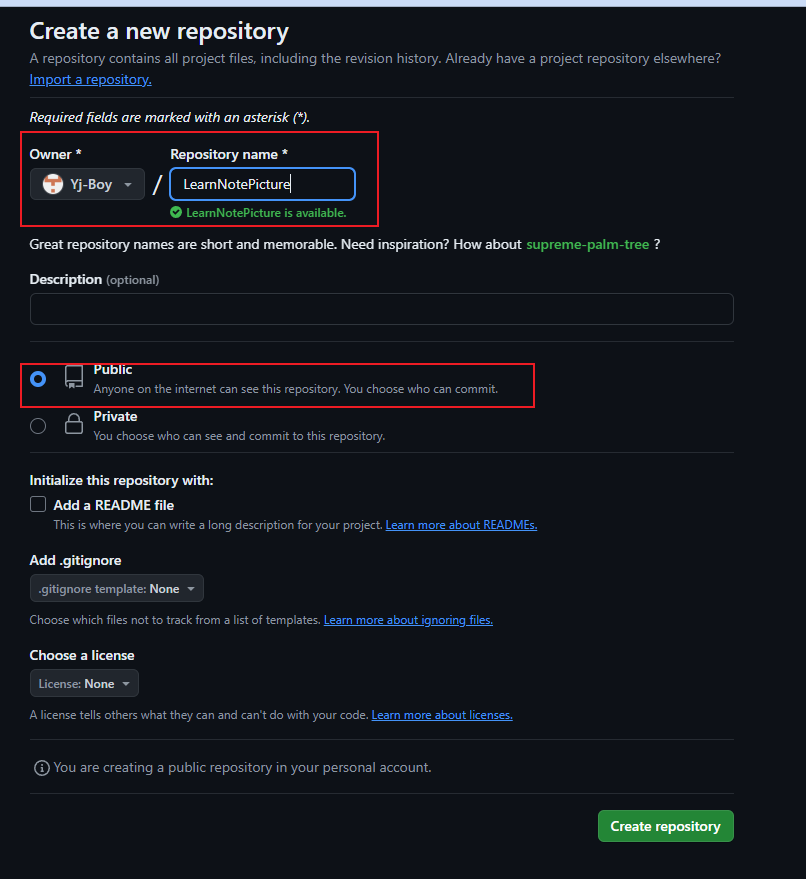 Create a new repository
A repository contains all project files, including the revision history. Already have a project repository elsewhere?
Import a repository.
Required fields are marked with an asterisk (*).
Owner * Repository name *
Yj-Boy / LearnNotePicture
LearnNotePicture is available.
Great repository names are short and memorable. Need inspiration? How about supreme-palm-tree ?
Description (optional)
Public
Anyone on the internet can see this repository. You choose who can commit.
Private
You choose who can see and commit to this repository.
Initialize this repository with:
Add a README file
This is where you can write a long description for your project. Learn more about READMEs.
Add .gitignore
.gitignore template: None
Choose which files not to track from a list of templates. Learn more about ignoring files.
Choose a license
License: None
A license tells others what they can and can't do with your code. Learn more about licenses.
You are creating a public repository in your personal account.
Create repository